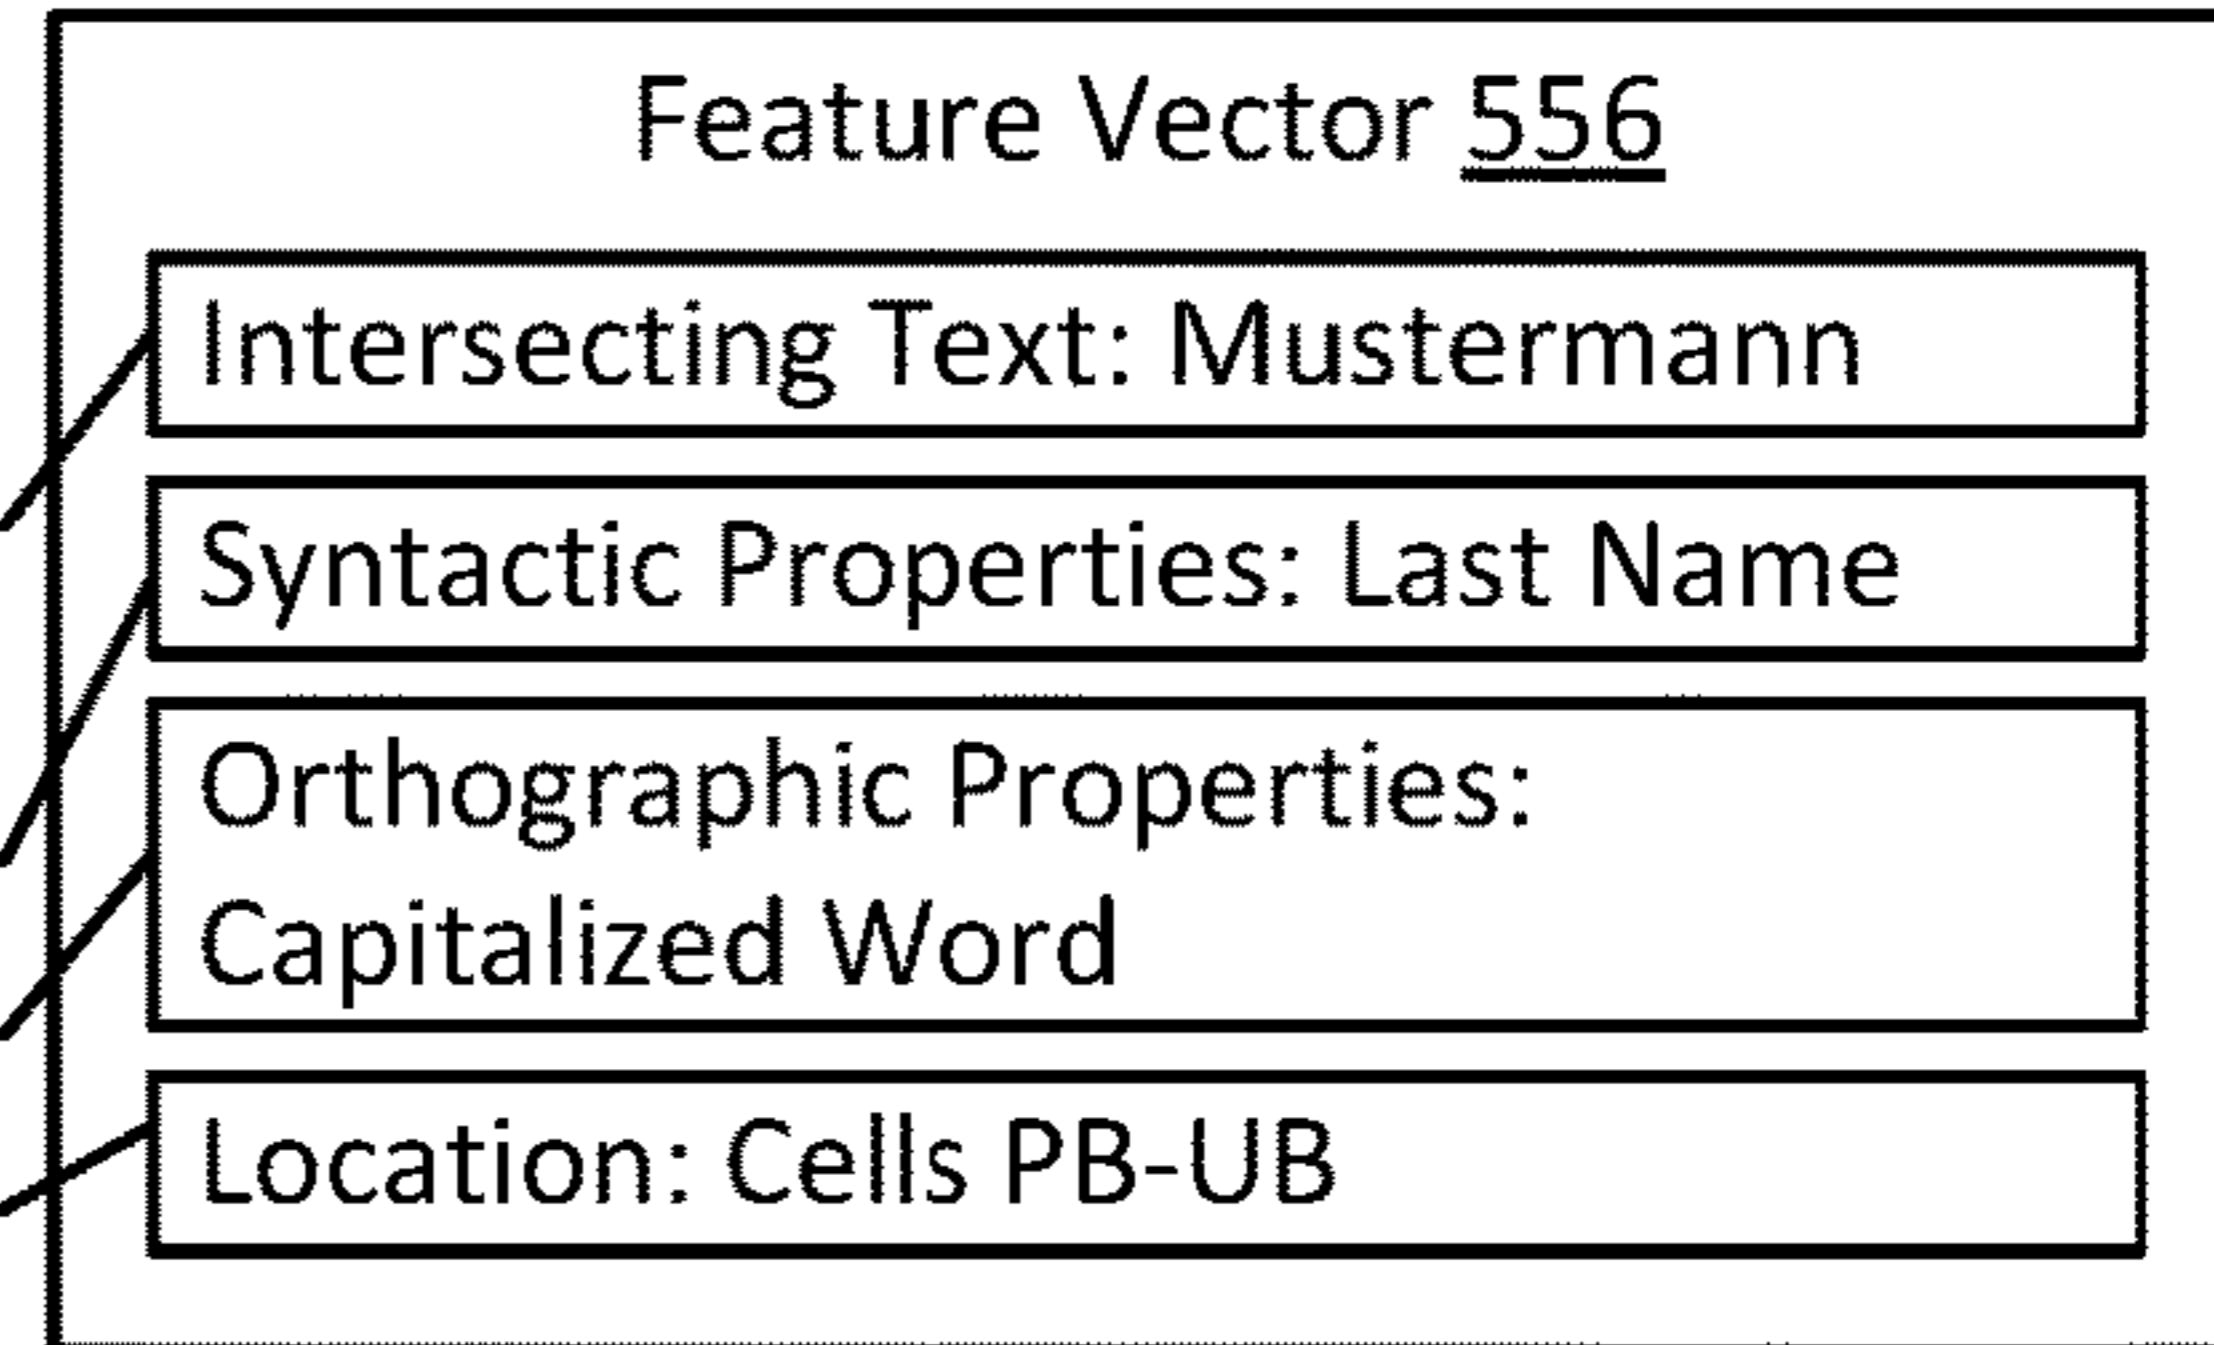 Feature Vector 556
Intersecting Text: Mustermann
Syntactic Properties: Last Name
Orthographic Properties:
Capitalized Word
Location: Cells PB-UB